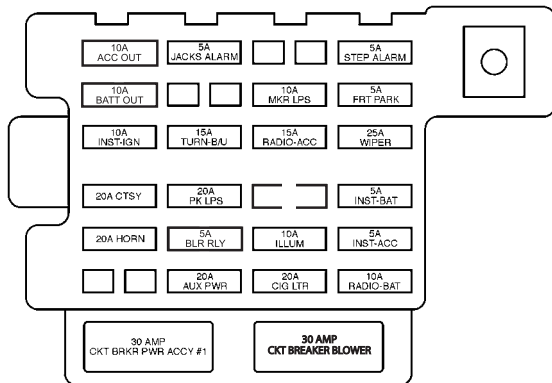 10A
ACC OUT
5A
JACKS ALARM
5A
STEP ALARM
10A
BATT OUT
10A
MKR LPS
5A
FRT PARK
10A
INST-IGN
15A
TURN-B/U
15A
RADIO-ACC
25A
WIPER
20A CTSY
20A
PK LPS
5A
INST-BAT
20A HORN
5A
BLR RLY
10A
ILLUM
5A
INST-ACC
20A
AUX PWR
20A
CIG LTR
10A
RADIO-BAT
30 AMP
CKT BRKR PWR ACCY #1
30 AMP
CKT BREAKER BLOWER